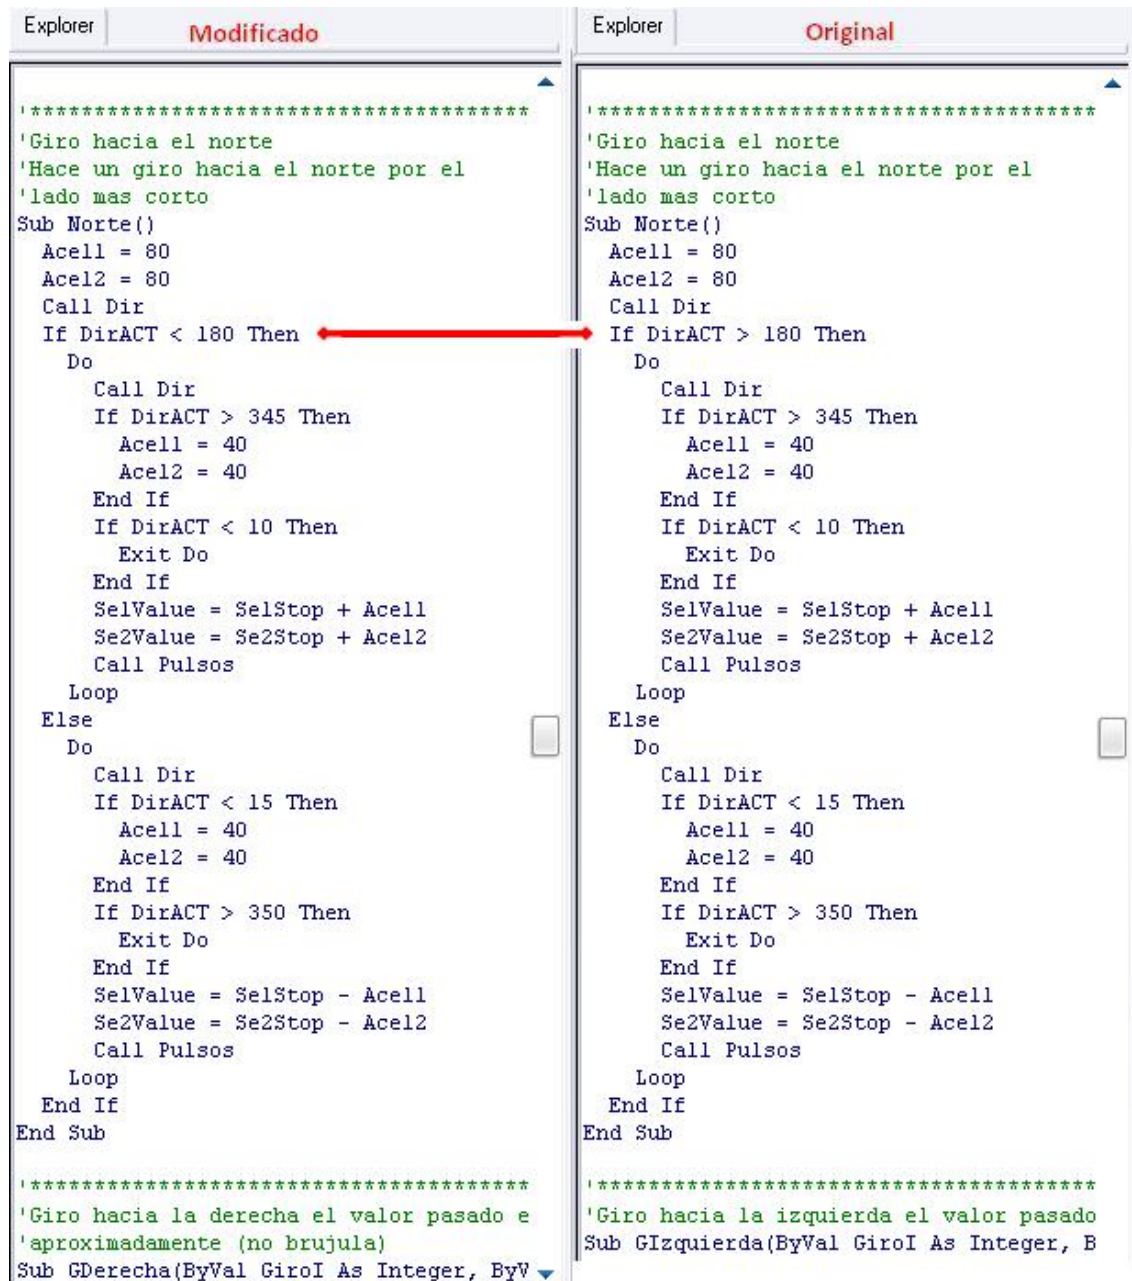 Explorer
Modificado
'***************************************
'Giro hacia el norte
'Hace un giro hacia el norte por el
'lado mas corto
Sub Norte()
Acel1 = 80
Acel2 = 80
Call Dir
If DirACT < 180 Then
Do
Call Dir
If DirACT > 345 Then
Acel1 = 40
Acel2 = 40
End If
If DirACT < 10 Then
Exit Do
End If
Se1Value = Se1Stop + Acel1
Se2Value = Se2Stop + Acel2
Call Pulsos
Loop
Else
Do
Call Dir
If DirACT < 15 Then
Acel1 = 40
Acel2 = 40
End If
If DirACT > 350 Then
Exit Do
End If
Se1Value = Se1Stop - Acel1
Se2Value = Se2Stop - Acel2
Call Pulsos
Loop
End If
End Sub
'***************************************
'Giro hacia la derecha el valor pasado e
'aproximadamente (no brujula)
Sub GDerecha(ByVal GiroI As Integer, ByV
Explorer
Original
'***************************************
'Giro hacia el norte
'Hace un giro hacia el norte por el
'lado mas corto
Sub Norte()
Acel1 = 80
Acel2 = 80
Call Dir
If DirACT > 180 Then
Do
Call Dir
If DirACT > 345 Then
Acel1 = 40
Acel2 = 40
End If
If DirACT < 10 Then
Exit Do
End If
Se1Value = Se1Stop + Acel1
Se2Value = Se2Stop + Acel2
Call Pulsos
Loop
Else
Do
Call Dir
If DirACT < 15 Then
Acel1 = 40
Acel2 = 40
End If
If DirACT > 350 Then
Exit Do
End If
Se1Value = Se1Stop - Acel1
Se2Value = Se2Stop - Acel2
Call Pulsos
Loop
End If
End Sub
'***************************************
'Giro hacia la izquierda el valor pasado
Sub GIzquierda(ByVal GiroI As Integer, B